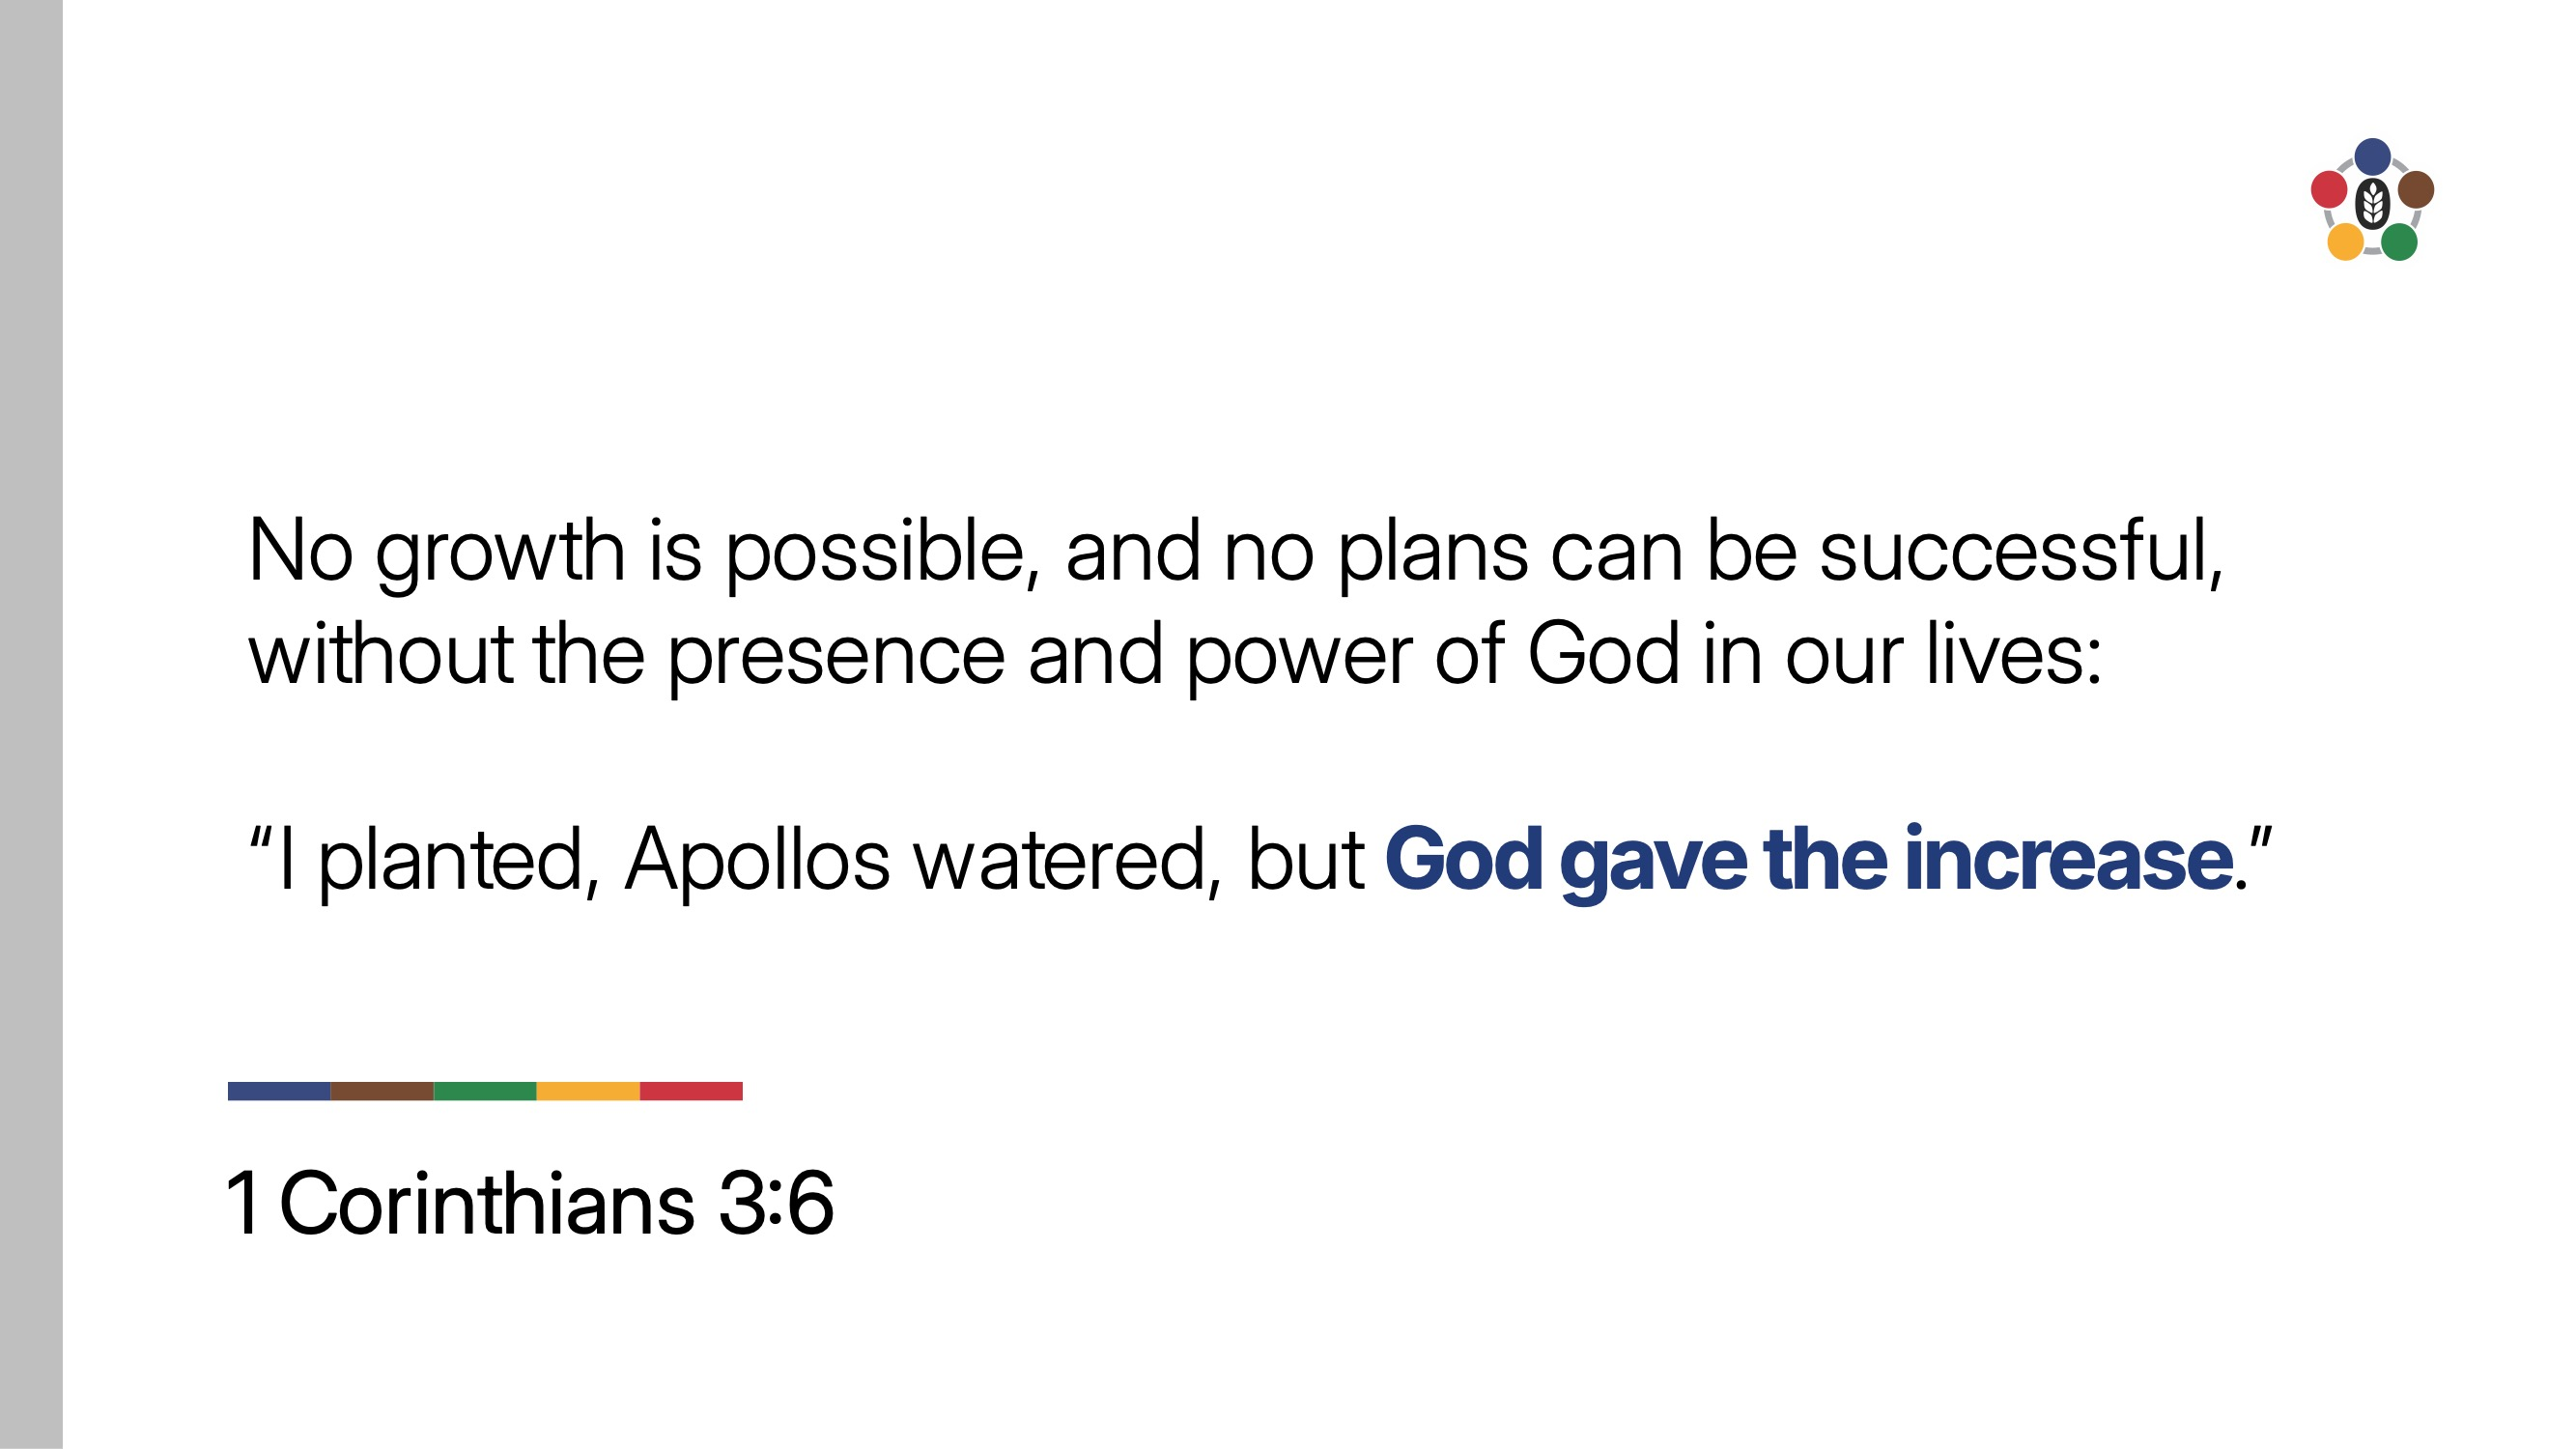 No growth is possible, and no plans can be successful,
without the presence and power of God in our lives:
“I planted, Apollos watered, but God gave the increase.”
1 Corinthians 3:6